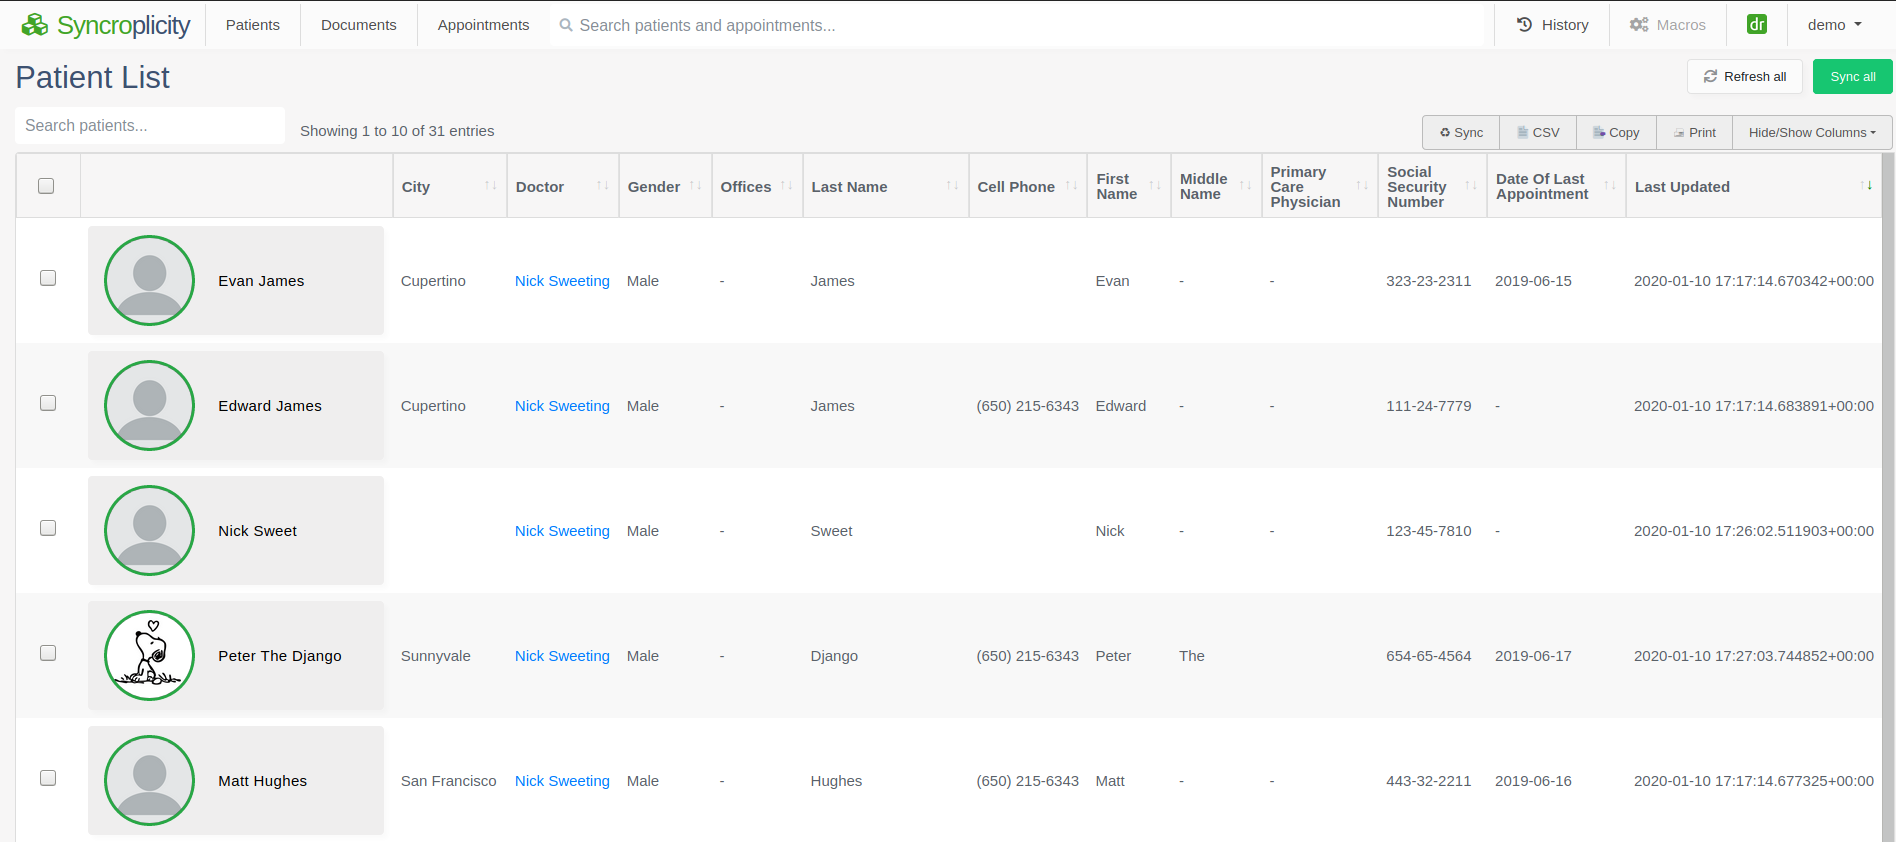 Syncroplicity Patients Documents Appointments Search patients and appointments... History Macros dr demo
Patient List Refresh all Sync all
Search patients... Showing 1 to 10 of 31 entries Sync CSV Copy Print Hide/Show Columns
City Doctor Gender Offices Last Name Cell Phone First Name Middle Name Primary Care Physician Social Security Number Date Of Last Appointment Last Updated
Evan James Cupertino Nick Sweeting Male - James Evan - - 323-23-2311 2019-06-15 2020-01-10 17:17:14.670342+00:00
Edward James Cupertino Nick Sweeting Male - James (650) 215-6343 Edward - - 111-24-7779 - 2020-01-10 17:17:14.683891+00:00
Nick Sweet Nick Sweeting Male - Sweet Nick - - 123-45-7810 - 2020-01-10 17:26:02.511903+00:00
Peter The Django Sunnyvale Nick Sweeting Male - Django (650) 215-6343 Peter The 654-65-4564 2019-06-17 2020-01-10 17:27:03.744852+00:00
Matt Hughes San Francisco Nick Sweeting Male - Hughes (650) 215-6343 Matt - - 443-32-2211 2019-06-16 2020-01-10 17:17:14.677325+00:00